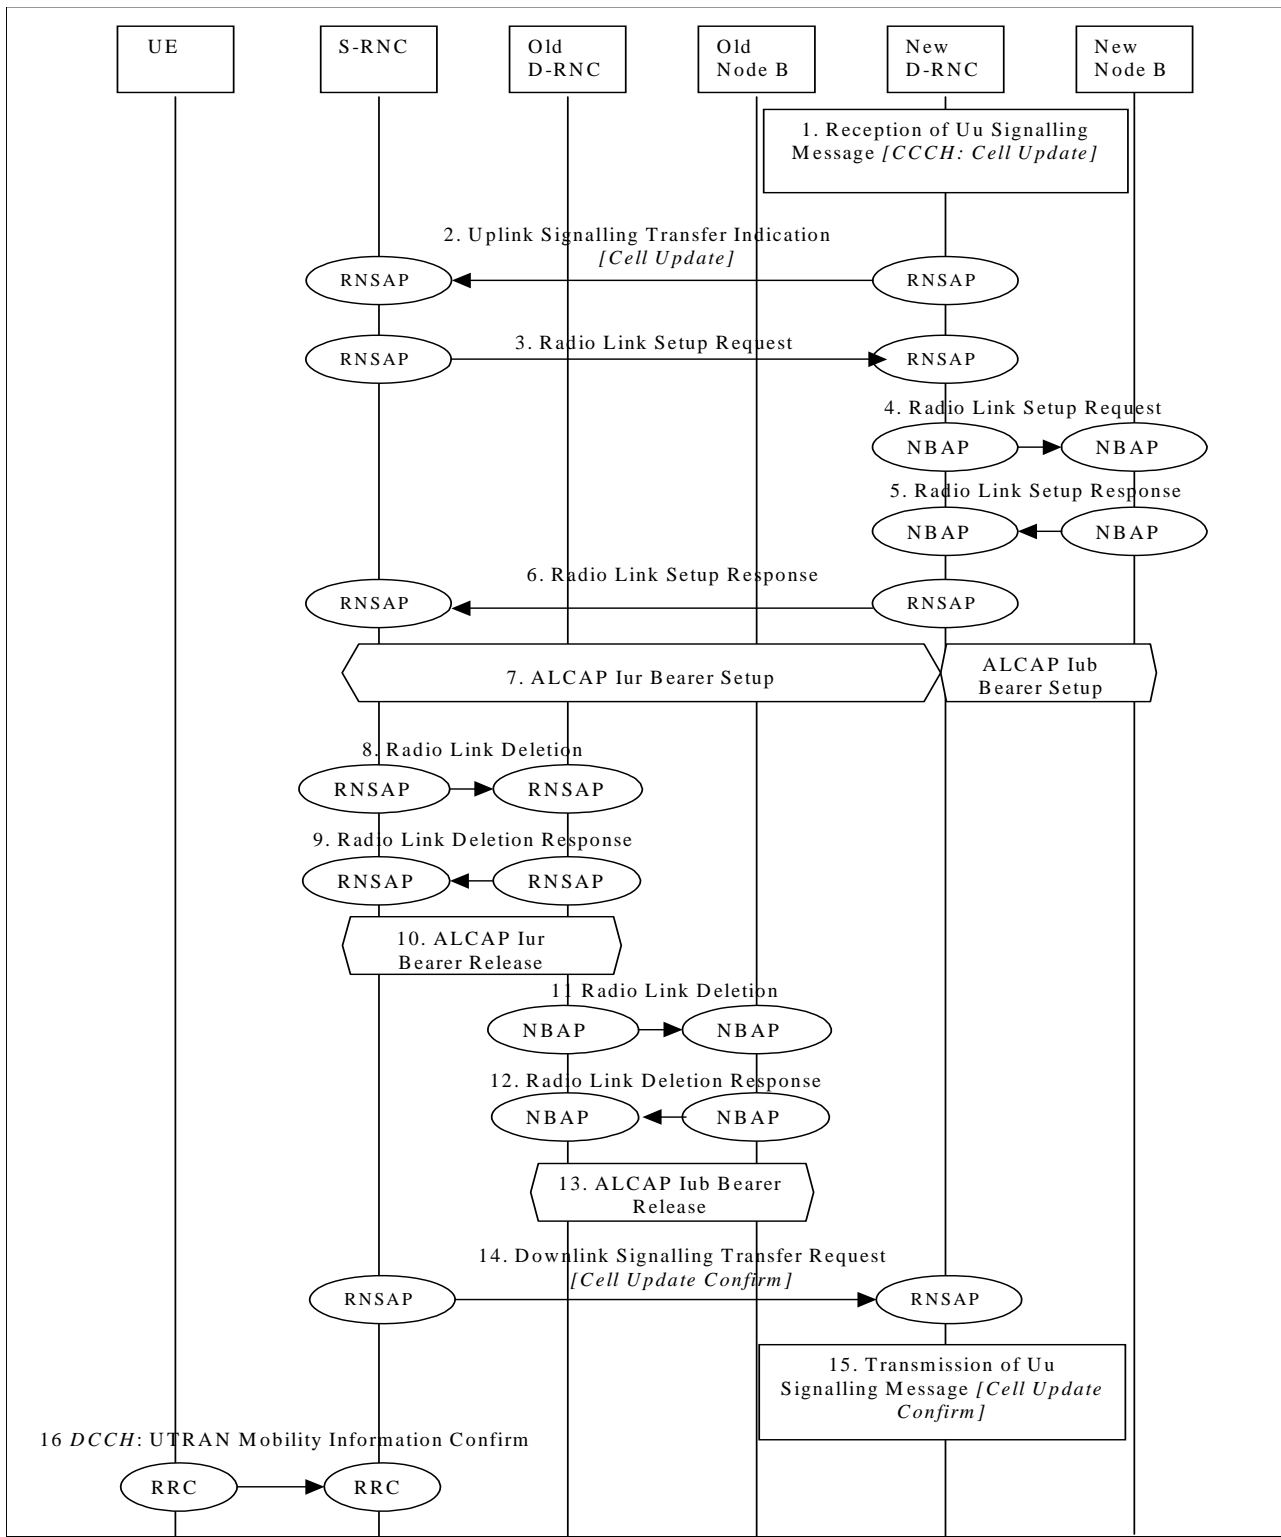 UE
S-RNC
Old
D-RNC
Old
Node B
New
D-RNC
New
Node B
1. Reception of Uu Signalling
Message [CCCH: Cell Update]
2. Uplink Signalling Transfer Indication
[Cell Update]
RNSAP
RNSAP
3. Radio Link Setup Request
RNSAP
RNSAP
4. Radio Link Setup Request
NBAP
NBAP
5. Radio Link Setup Response
NBAP
NBAP
6. Radio Link Setup Response
RNSAP
RNSAP
7. ALCAP Iur Bearer Setup
ALCAP Iub
Bearer Setup
8. Radio Link Deletion
RNSAP
RNSAP
9. Radio Link Deletion Response
RNSAP
RNSAP
10. ALCAP Iur
Bearer Release
11 Radio Link Deletion
NBAP
NBAP
12. Radio Link Deletion Response
NBAP
NBAP
13. ALCAP Iub Bearer
Release
14. Downlink Signalling Transfer Request
[Cell Update Confirm]
RNSAP
RNSAP
15. Transmission of Uu
Signalling Message [Cell Update
Confirm]
16 DCCH: UTRAN Mobility Information Confirm
RRC
RRC